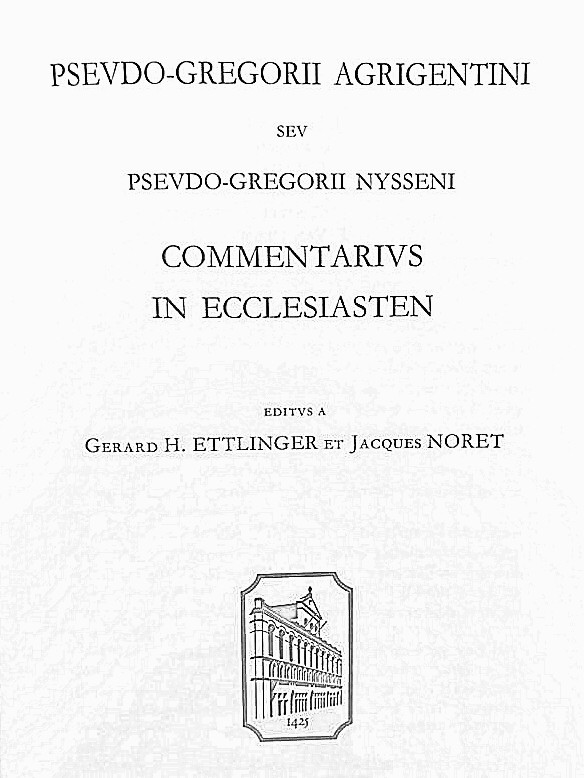 PSEVDO-GREGORII AGRIGENTINI
SEV
PSEVDO-GREGORII NYSSENI
COMMENTARIVS
IN ECCLESIASTEN
EDITVS A
GERARD H. ETTLINGER ET JACQUES NORET
1425